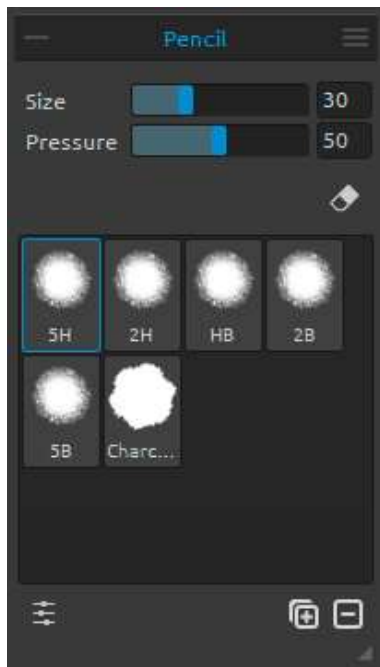 Pencil
Size 30
Pressure 50
5H 2H HB 2B
5B Charc...